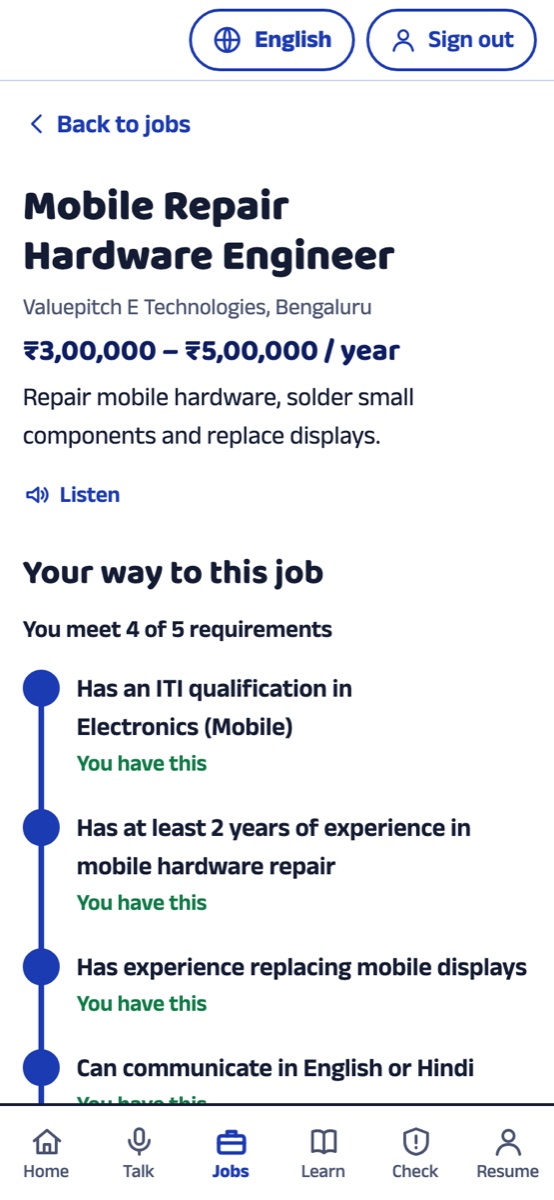 English
Sign out
Back to jobs
Mobile Repair
Hardware Engineer
Valuepitch E Technologies, Bengaluru
₹3,00,000 – ₹5,00,000 / year
Repair mobile hardware, solder small
components and replace displays.
Listen
Your way to this job
You meet 4 of 5 requirements
Has an ITI qualification in
Electronics (Mobile)
You have this
Has at least 2 years of experience in
mobile hardware repair
You have this
Has experience replacing mobile displays
You have this
Can communicate in English or Hindi
You have this
Home
Talk
Jobs
Learn
Check
Resume